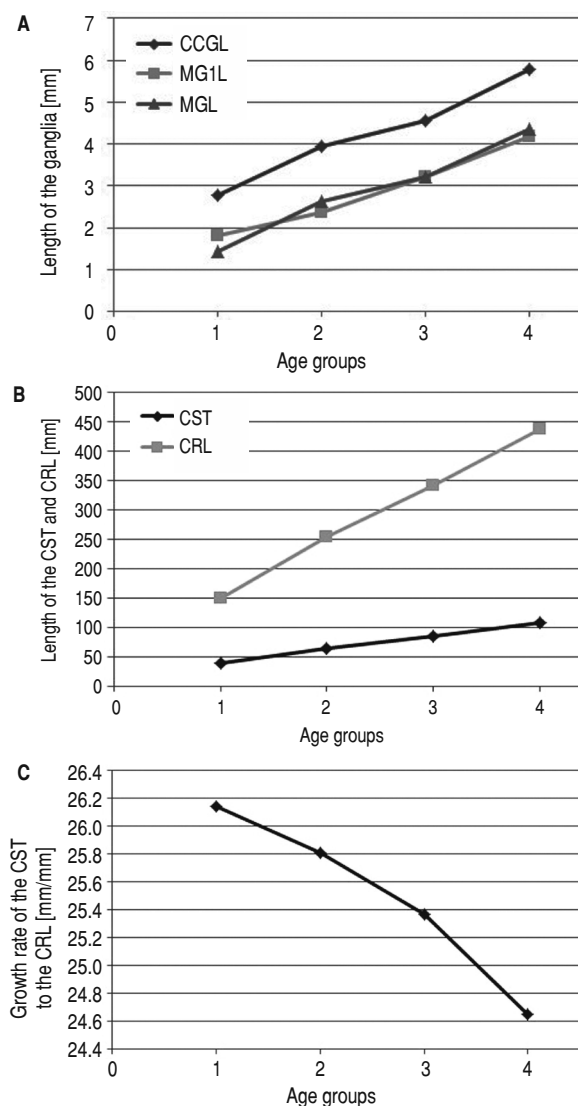 A
7
6
5
4
3
2
1
0
CCGL
MG1L
MGL
Length of the ganglia [mm]
0 1 2 3 4
Age groups
B
500
450
400
350
300
250
200
150
100
50
0
CST
CRL
Length of the CST and CRL [mm]
0 1 2 3 4
Age groups
C
26.4
26.2
26.0
25.8
25.6
25.4
25.2
25.0
24.8
24.6
24.4
Growth rate of the CST
to the CRL [mm/mm]
0 1 2 3 4
Age groups